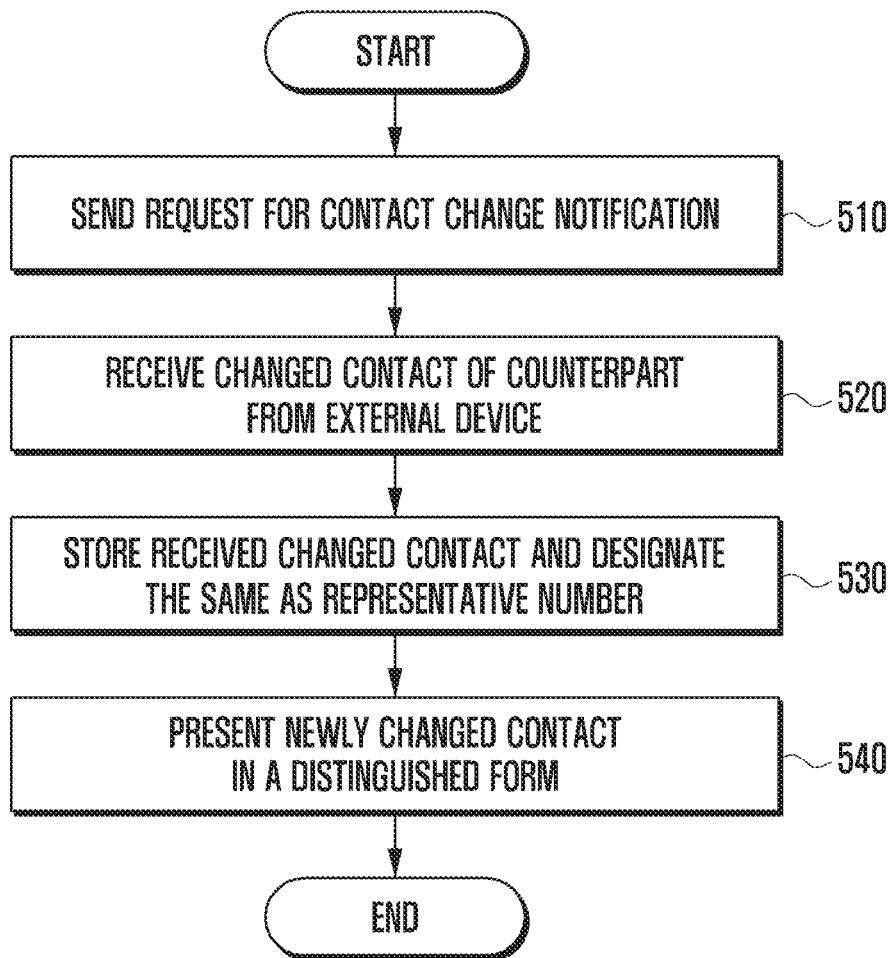 START
SEND REQUEST FOR CONTACT CHANGE NOTIFICATION
510
RECEIVE CHANGED CONTACT OF COUNTERPART
FROM EXTERNAL DEVICE
520
STORE RECEIVED CHANGED CONTACT AND DESIGNATE
THE SAME AS REPRESENTATIVE NUMBER
530
PRESENT NEWLY CHANGED CONTACT
IN A DISTINGUISHED FORM
540
END